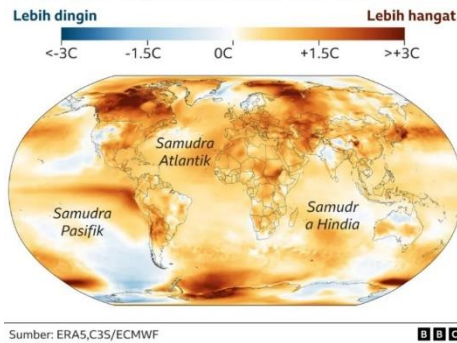 Lebih dingin Lebih hangat
<-3C -1.5C 0C +1.5C >+3C
Samudra
Atlantik
Samudra
Pasifik
Samudr
a Hindia
Sumber: ERA5,C3S/ECMWF BBC